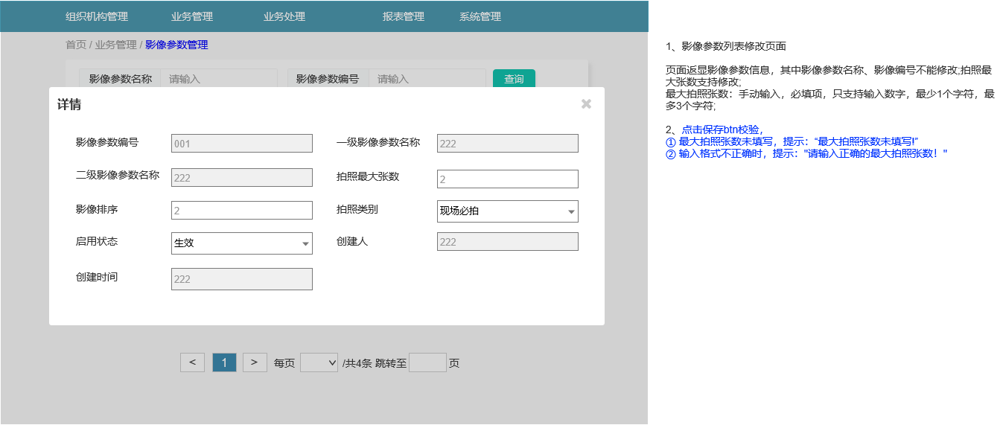 组织机构管理 业务管理 业务处理 报表管理 系统管理
首页 / 业务管理 / 影像参数管理
影像参数名称 请输入 影像参数编号 请输入 查询
详情
影像参数编号 001 一级影像参数名称 222
二级影像参数名称 222 拍照最大张数 2
影像排序 2 拍照类别 现场必拍
启用状态 生效 创建人 222
创建时间 222
< 1 > 每页 /共4条 跳转至 页
1、影像参数列表修改页面
页面返显影像参数信息，其中影像参数名称、影像编号不能修改;拍照最
大张数支持修改;
最大拍照张数：手动输入，必填项，只支持输入数字，最少1个字符，最
多3个字符;
2、点击保存btn校验，
① 最大拍照张数未填写，提示：“最大拍照张数未填写!”
② 输入格式不正确时，提示："请输入正确的最大拍照张数！"